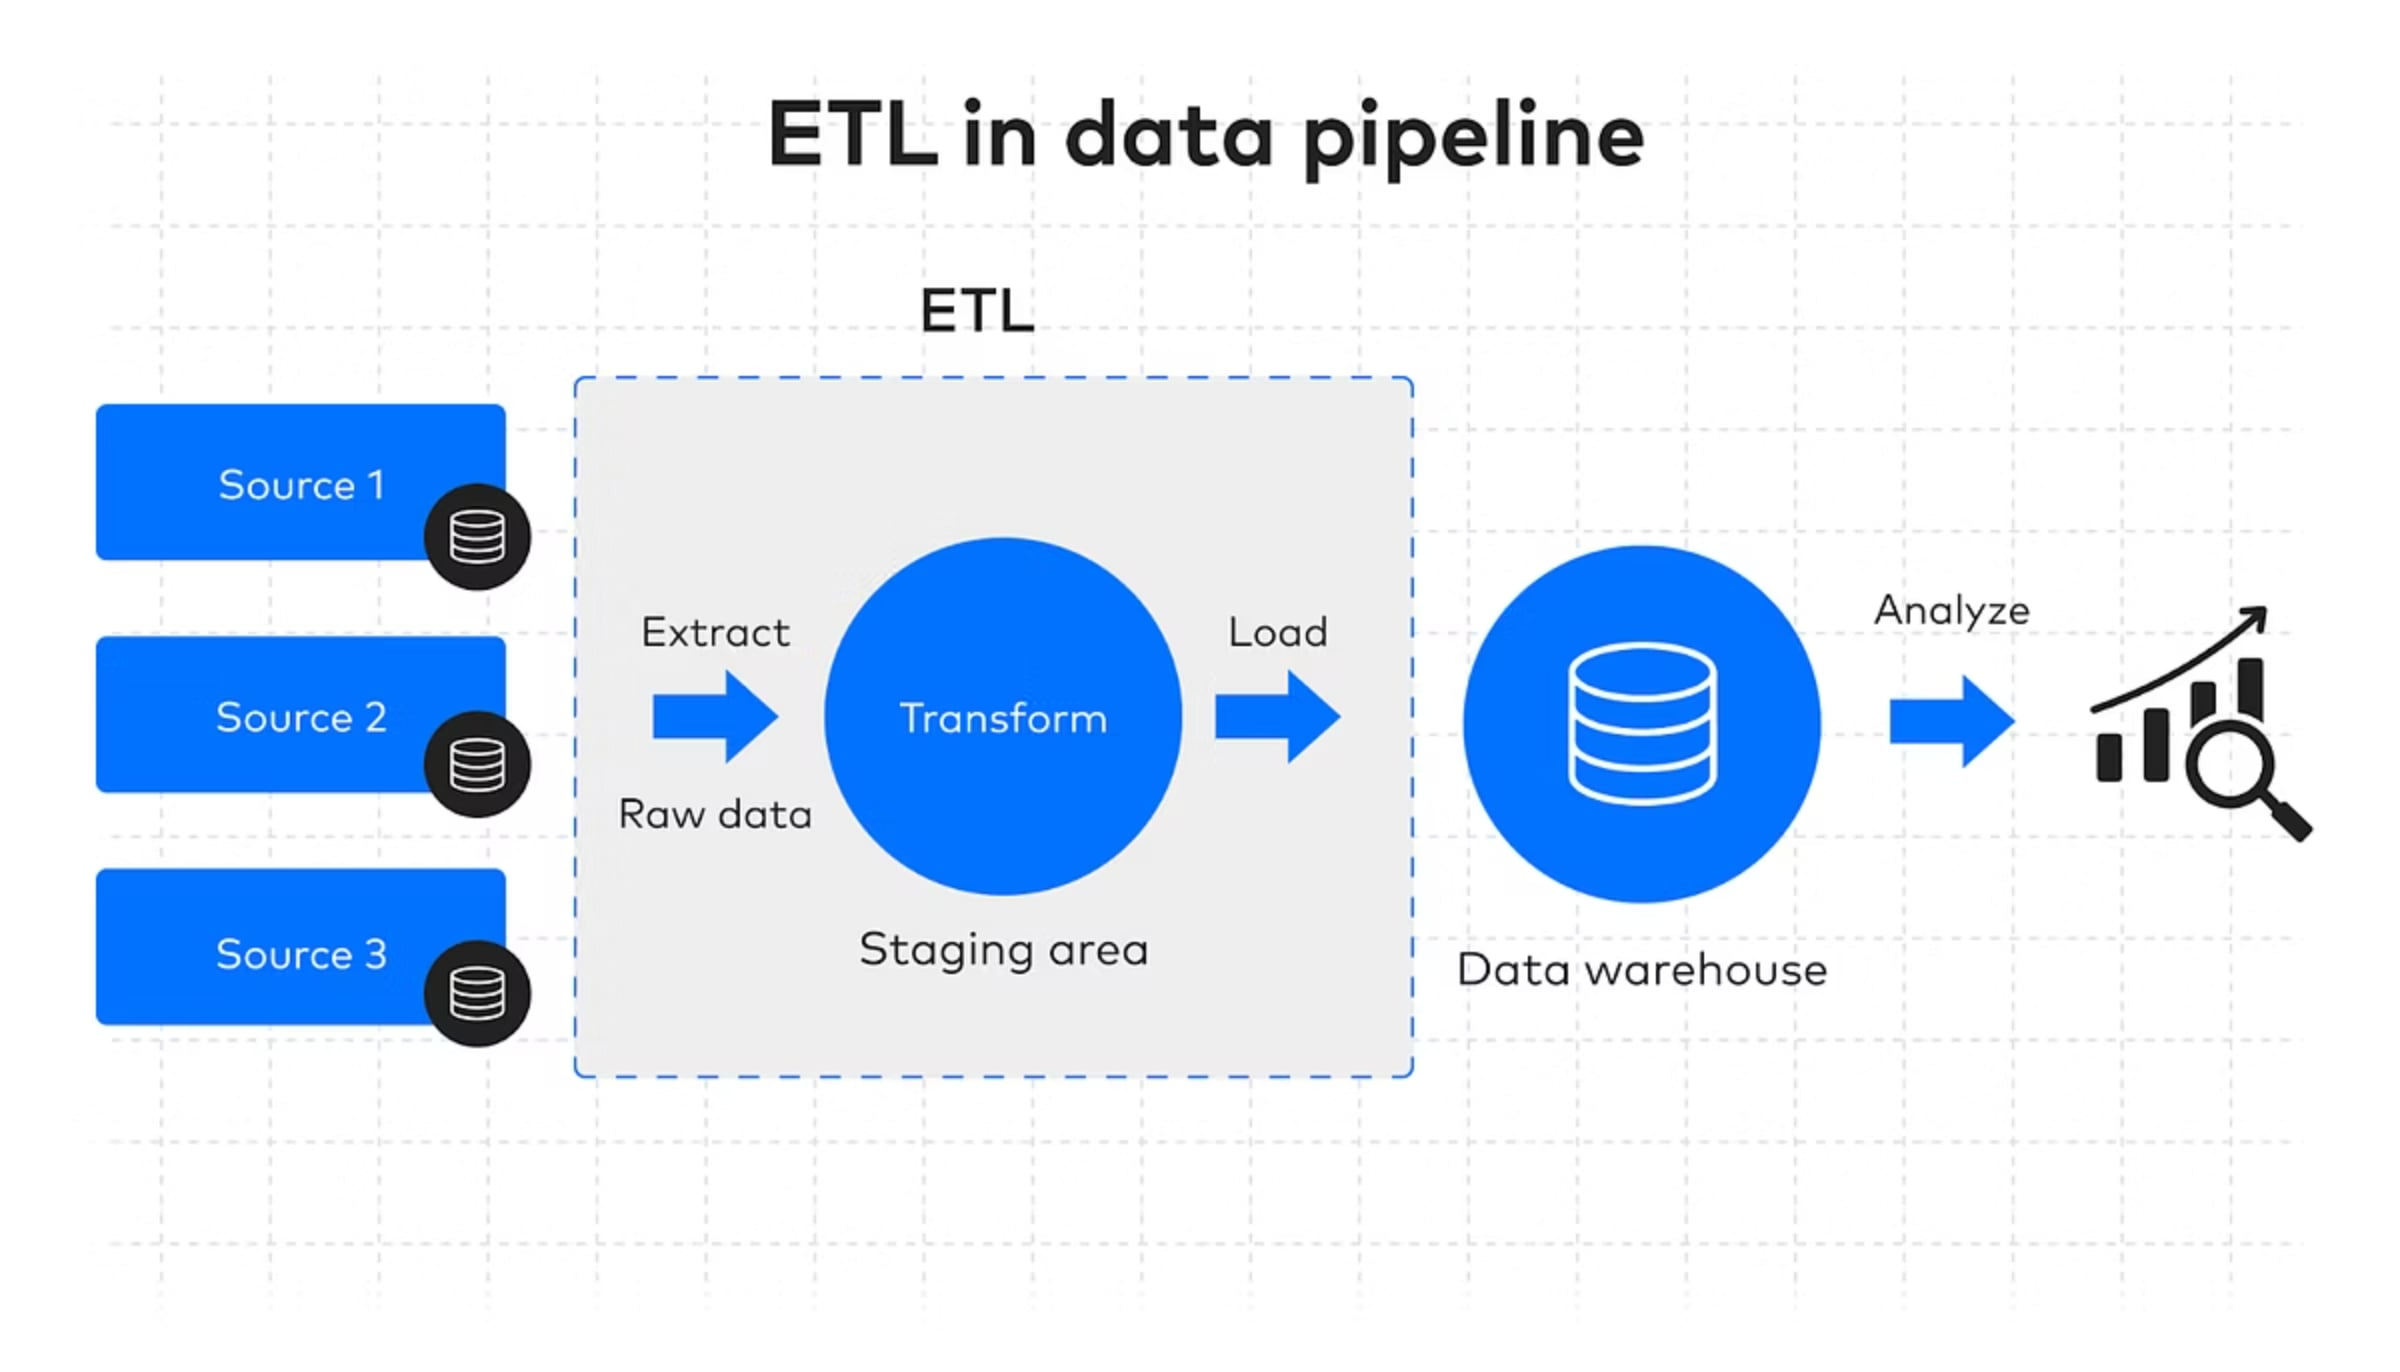 ETL in data pipeline
ETL
Source 1
Source 2
Source 3
Extract
Raw data
Transform
Staging area
Load
Data warehouse
Analyze